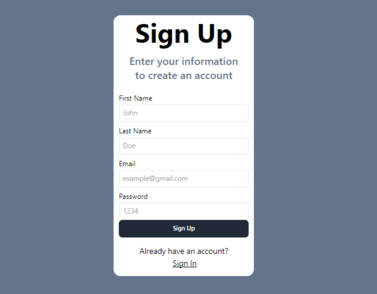 Sign Up
Enter your information
to create an account
First Name
John
Last Name
Doe
Email
example@gmail.com
Password
1234
Sign Up
Already have an account?
Sign In